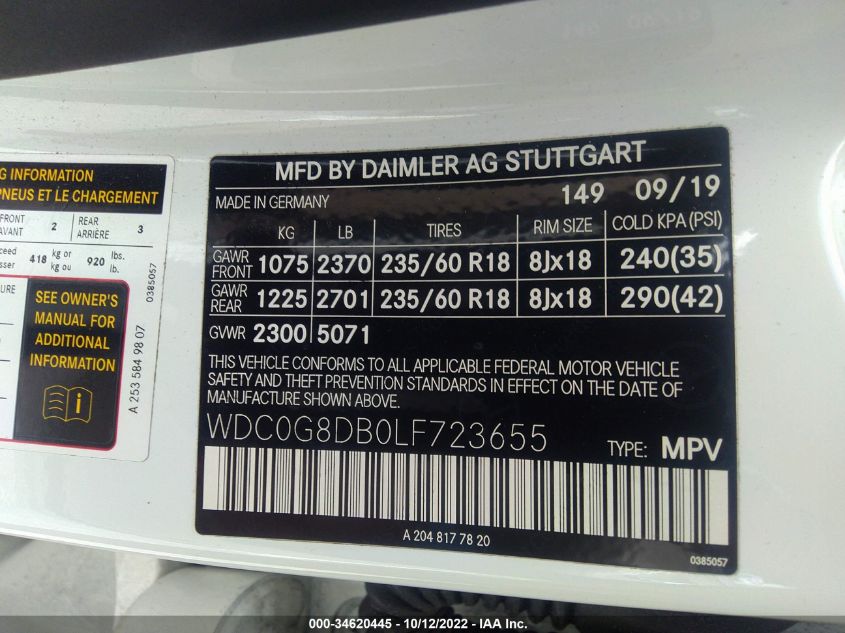 G INFORMATION
PNEUS ET LE CHARGEMENT
FRONT 2 REAR 3
AVANT ARRIÈRE
418 kg or 920 lbs.
kg ou lb.
SEE OWNER'S
MANUAL FOR
ADDITIONAL
INFORMATION
0385057
A 253 584 98 07
MFD BY DAIMLER AG STUTTGART
MADE IN GERMANY 149 09/19
KG LB TIRES RIM SIZE COLD KPA (PSI)
GAWR FRONT 1075 2370 235/60 R18 8Jx18 240(35)
GAWR REAR 1225 2701 235/60 R18 8Jx18 290(42)
GVWR 2300 5071
THIS VEHICLE CONFORMS TO ALL APPLICABLE FEDERAL MOTOR VEHICLE
SAFETY AND THEFT PREVENTION STANDARDS IN EFFECT ON THE DATE OF
MANUFACTURE SHOWN ABOVE.
WDC0G8DB0LF723655 TYPE: MPV
A 204 817 78 20
0385057
000-34620445 - 10/12/2022 - IAA Inc.